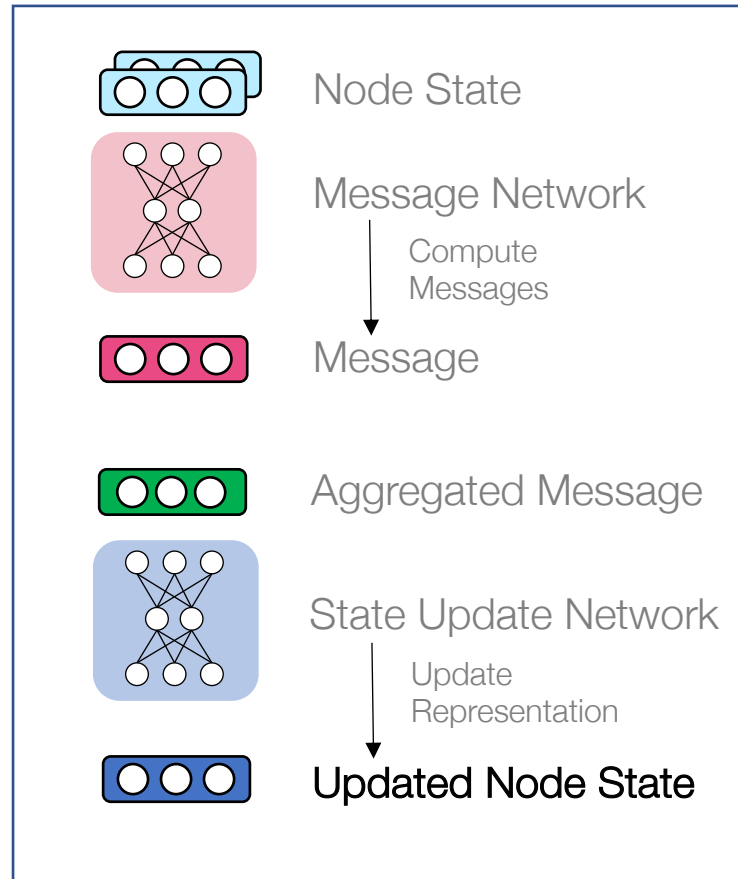 Node State
Message Network
Compute
Messages
Message
Aggregated Message
State Update Network
Update
Representation
Updated Node State